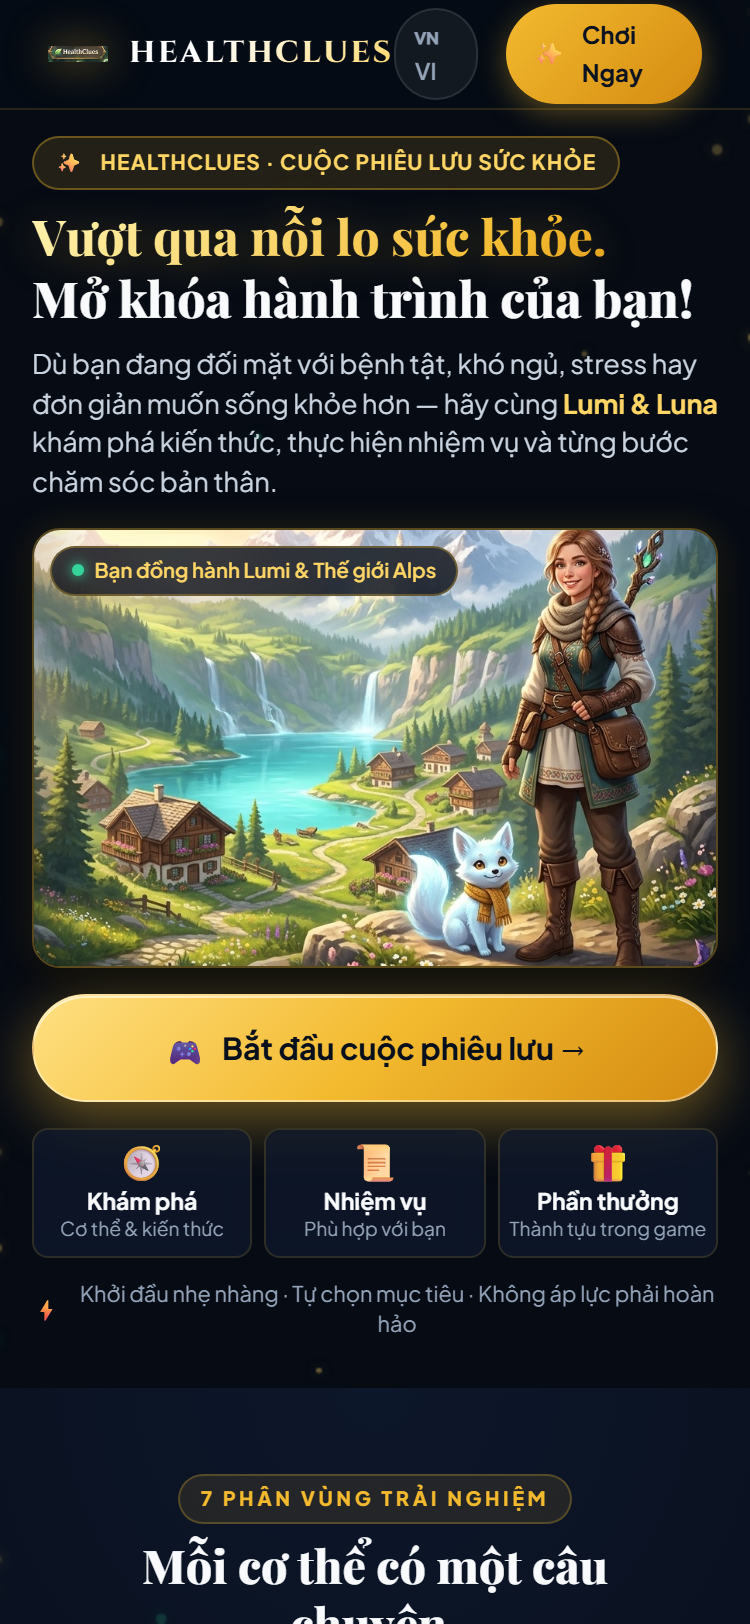 HealthClues
HEALTHCLUES
VN
VI
Chơi
Ngay
HEALTHCLUES · CUỘC PHIÊU LƯU SỨC KHỎE
Vượt qua nỗi lo sức khỏe.
Mở khóa hành trình của bạn!
Dù bạn đang đối mặt với bệnh tật, khó ngủ, stress hay
đơn giản muốn sống khỏe hơn — hãy cùng Lumi & Luna
khám phá kiến thức, thực hiện nhiệm vụ và từng bước
chăm sóc bản thân.
Bạn đồng hành Lumi & Thế giới Alps
Bắt đầu cuộc phiêu lưu →
Khám phá
Cơ thể & kiến thức
Nhiệm vụ
Phù hợp với bạn
Phần thưởng
Thành tựu trong game
Khởi đầu nhẹ nhàng · Tự chọn mục tiêu · Không áp lực phải hoàn
hảo
7 PHÂN VÙNG TRẢI NGHIỆM
Mỗi cơ thể có một câu
chuyện